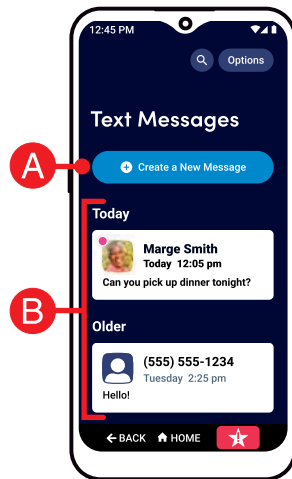 12:45 PM
Options
Text Messages
A
Create a New Message
Today
Marge Smith
Today 12:05 pm
Can you pick up dinner tonight?
B
Older
(555) 555-1234
Tuesday 2:25 pm
Hello!
BACK HOME